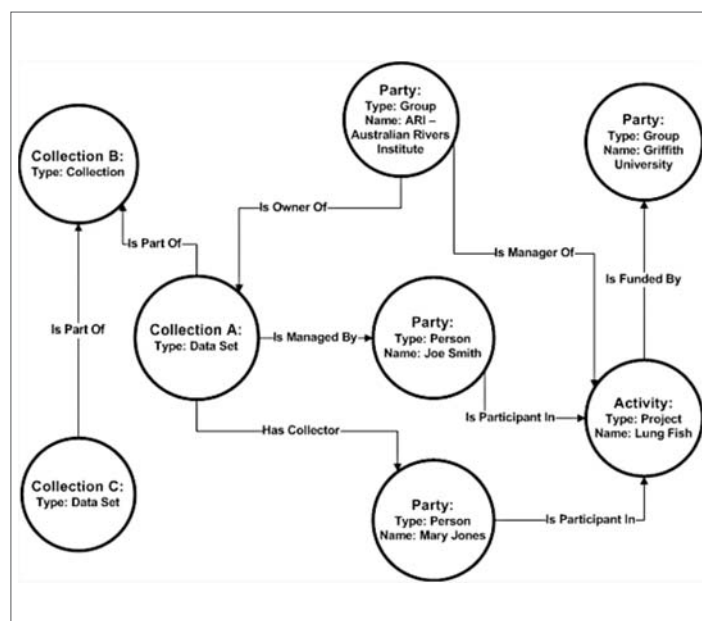 Party:
Type: Group
Name: ARI –
Australian Rivers
Institute
Party:
Type: Group
Name: Griffith
University
Collection B:
Type: Collection
Is Owner Of
Is Part Of
Is Manager Of
Is Funded By
Is Part Of
Collection A:
Type: Data Set
Is Managed By
Party:
Type: Person
Name: Joe Smith
Is Participant In
Activity:
Type: Project
Name: Lung Fish
Has Collector
Collection C:
Type: Data Set
Party:
Type: Person
Name: Mary Jones
Is Participant In